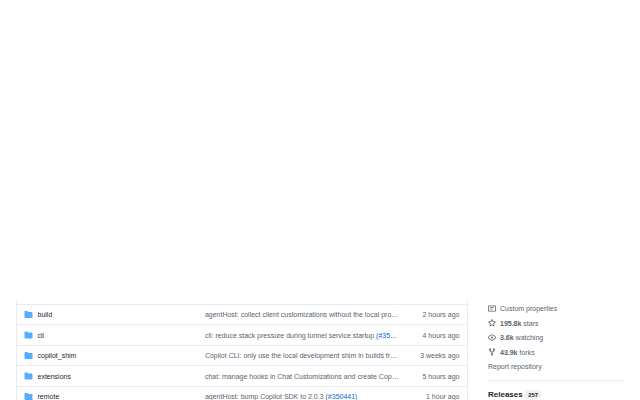 build agentHost: collect client customizations without the local pro... 2 hours ago
cli cli: reduce stack pressure during tunnel service startup (#35... 4 hours ago
copilot_shim Copilot CLI: only use the local development shim in builds fr... 3 weeks ago
extensions chat: manage hooks in Chat Customizations and create Cop... 5 hours ago
remote agentHost: bump Copilot SDK to 2.0.3 (#350441) 1 hour ago
Custom properties
195.8k stars
3.6k watching
43.9k forks
Report repository
Releases 257